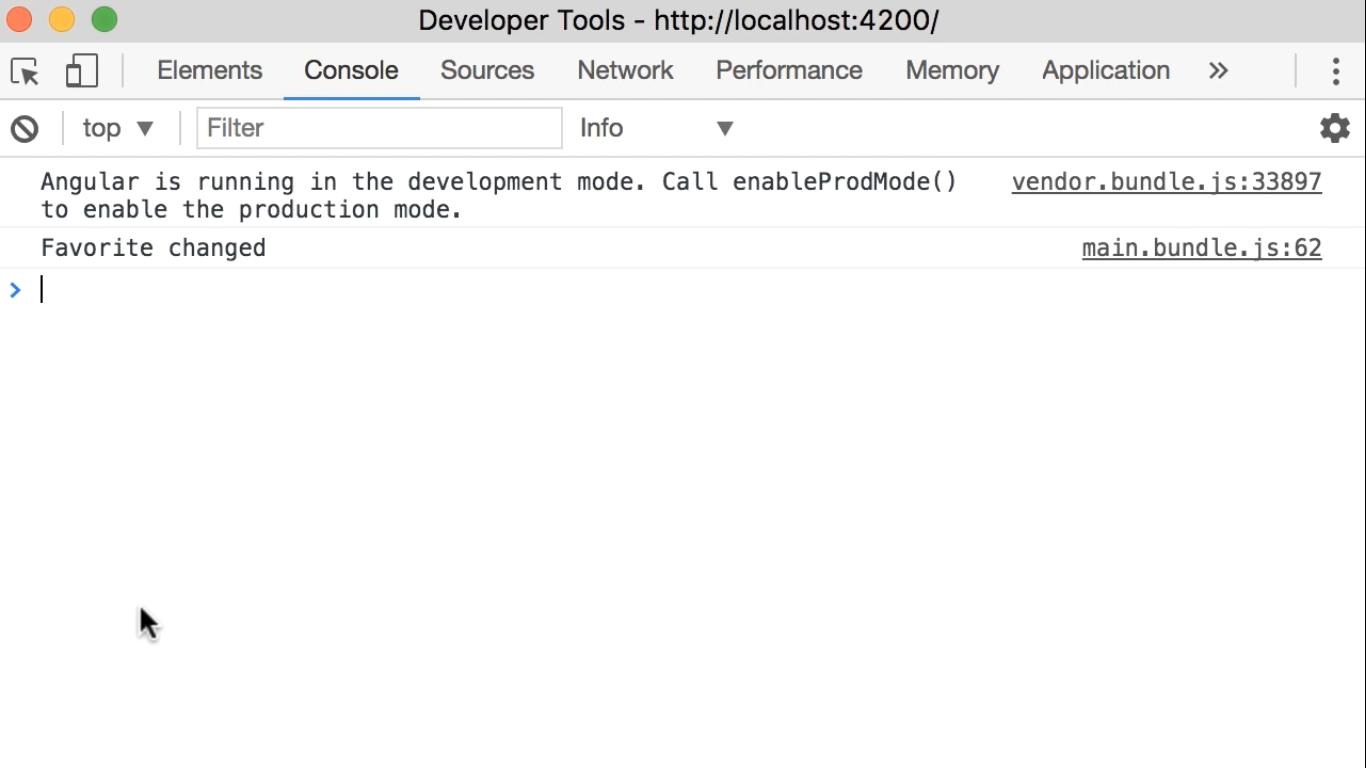 Developer Tools - http://localhost:4200/
Elements Console Sources Network Performance Memory Application »
top ▼ Filter Info ▼
Angular is running in the development mode. Call enableProdMode() vendor.bundle.js:33897
to enable the production mode.
Favorite changed main.bundle.js:62
>